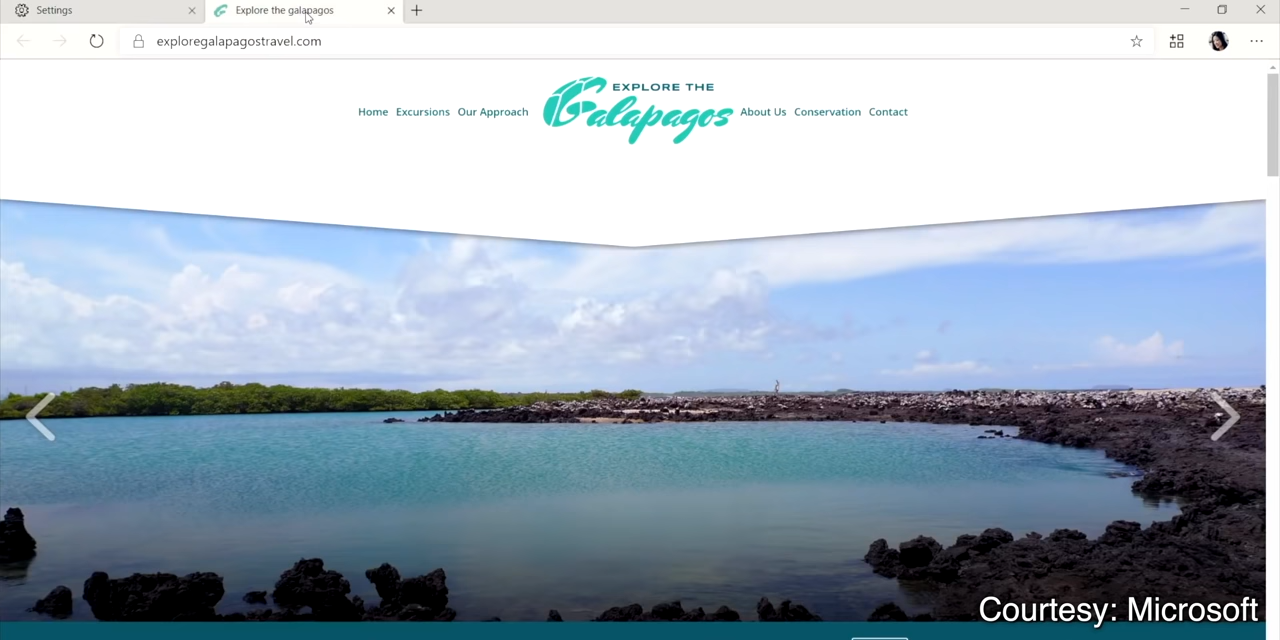 Settings
Explore the galapagos
exploregalapagostravel.com
EXPLORE THE
Home Excursions Our Approach Galapagos About Us Conservation Contact
Courtesy: Microsoft